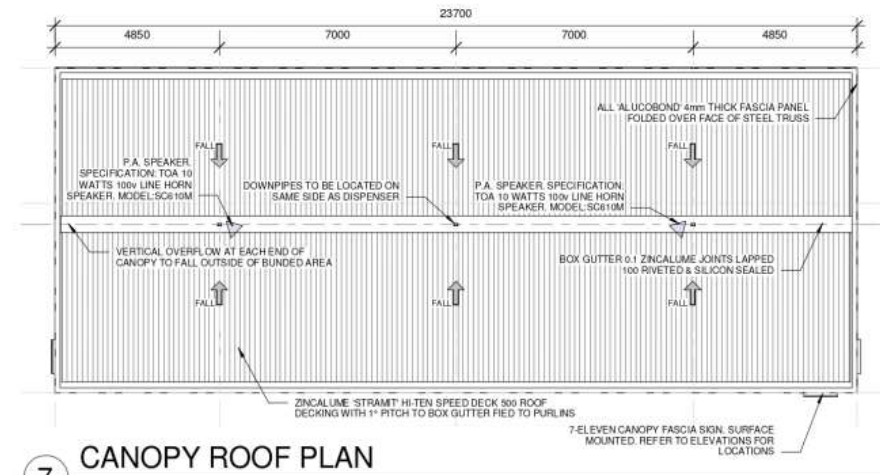 23700
4850
7000
7000
4850
ALL 'ALUCOBOND' 4mm THICK FASCIA PANEL
FOLDED OVER FACE OF STEEL TRUSS
FALL
FALL
FALL
P.A. SPEAKER.
SPECIFICATION: TOA 10
WATTS 100v LINE HORN
SPEAKER. MODEL:SC610M
DOWNPIPES TO BE LOCATED ON
SAME SIDE AS DISPENSER
P.A. SPEAKER. SPECIFICATION:
TOA 10 WATTS 100v LINE HORN
SPEAKER. MODEL:SC610M
VERTICAL OVERFLOW AT EACH END OF
CANOPY TO FALL OUTSIDE OF BUNDED AREA
BOX GUTTER 0.1 ZINCALUME JOINTS LAPPED
100 RIVETED & SILICON SEALED
FALL
FALL
FALL
ZINCALUME 'STRAMIT' HI-TEN SPEED DECK 500 ROOF
DECKING WITH 1° PITCH TO BOX GUTTER FIED TO PURLINS
7-ELEVEN CANOPY FASCIA SIGN. SURFACE
MOUNTED. REFER TO ELEVATIONS FOR
LOCATIONS
7
CANOPY ROOF PLAN